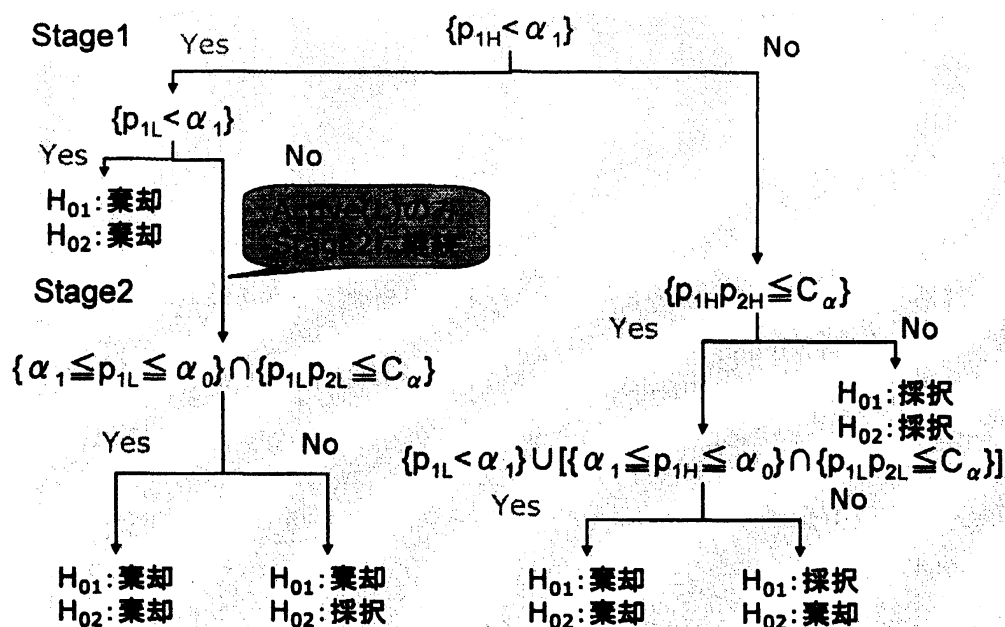 Stage1
Yes
{p1H<α1}
No
{p1L<α1}
Yes
No
H01:棄却
H02:棄却
Stage2
{p1Hp2H≦Cα}
Yes
No
{α1≦p1L≦α0}∩{p1Lp2L≦Cα}
H01:採択
H02:採択
Yes
No
{p1L<α1}∪[{α1≦p1H≦α0}∩{p1Lp2L≦Cα}]
Yes
No
H01:棄却
H02:棄却
H01:棄却
H02:採択
H01:棄却
H02:棄却
H01:採択
H02:棄却